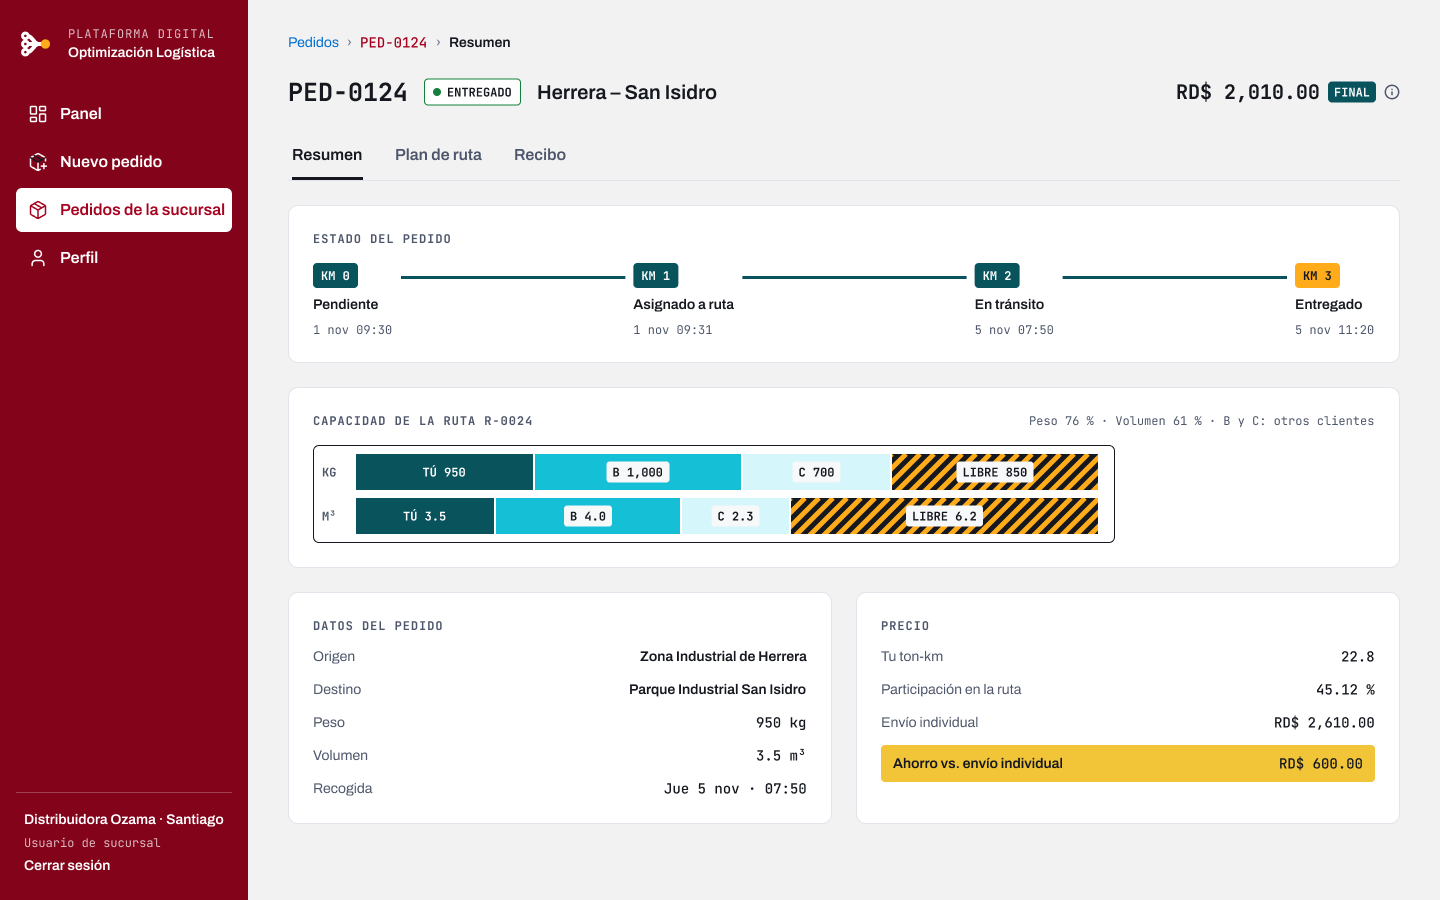 PLATAFORMA DIGITAL
Optimización Logística
Panel
Nuevo pedido
Pedidos de la sucursal
Perfil
Distribuidora Ozama · Santiago
Usuario de sucursal
Cerrar sesión
Pedidos › PED-0124 › Resumen
PED-0124 ENTREGADO Herrera – San Isidro RD$ 2,010.00 FINAL
Resumen Plan de ruta Recibo
ESTADO DEL PEDIDO
KM 0 KM 1 KM 2 KM 3
Pendiente Asignado a ruta En tránsito Entregado
1 nov 09:30 1 nov 09:31 5 nov 07:50 5 nov 11:20
CAPACIDAD DE LA RUTA R-0024 Peso 76 % · Volumen 61 % · B y C: otros clientes
KG TÚ 950 B 1,000 C 700 LIBRE 850
M³ TÚ 3.5 B 4.0 C 2.3 LIBRE 6.2
DATOS DEL PEDIDO
Origen Zona Industrial de Herrera
Destino Parque Industrial San Isidro
Peso 950 kg
Volumen 3.5 m³
Recogida Jue 5 nov · 07:50
PRECIO
Tu ton-km 22.8
Participación en la ruta 45.12 %
Envío individual RD$ 2,610.00
Ahorro vs. envío individual RD$ 600.00